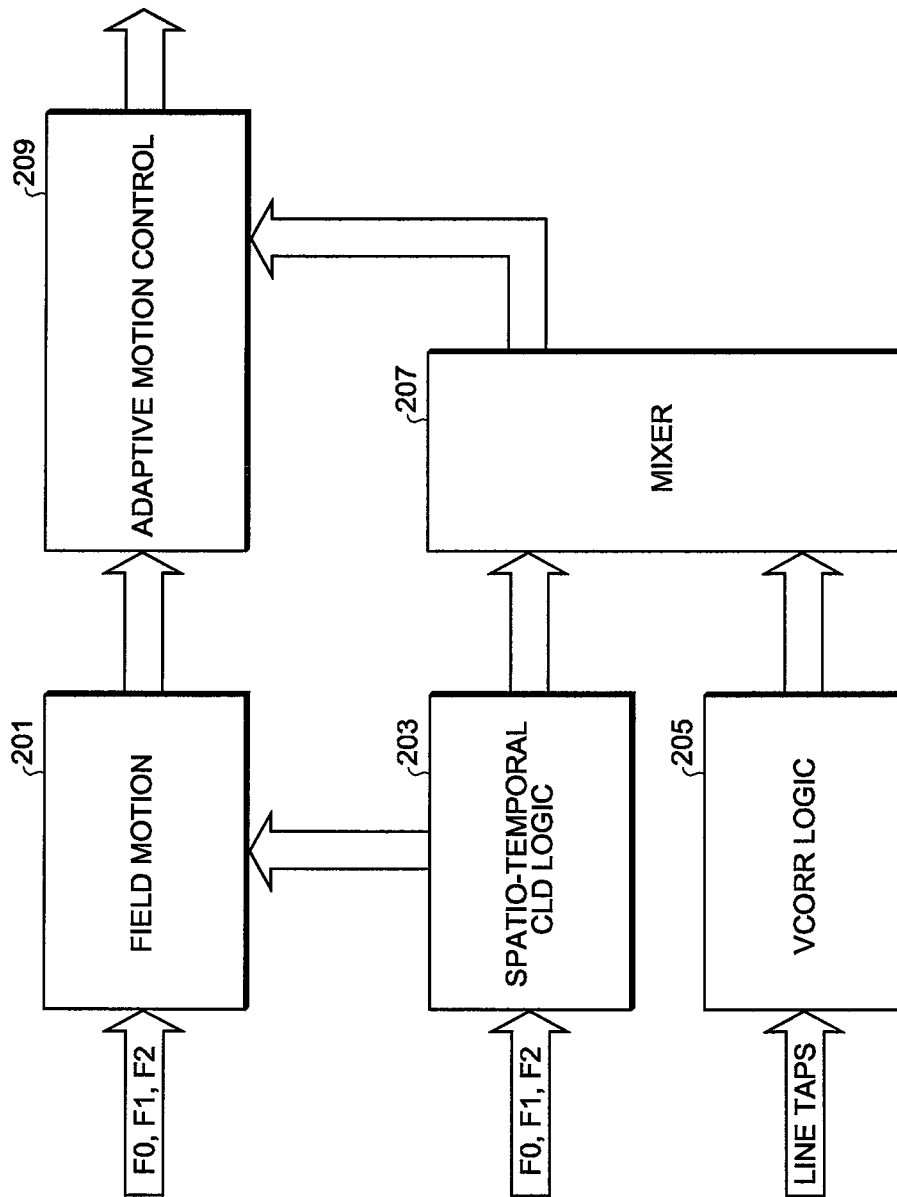 F0, F1, F2
201
FIELD MOTION
209
ADAPTIVE MOTION CONTROL
F0, F1, F2
203
SPATIO-TEMPORAL
CLD LOGIC
207
MIXER
LINE TAPS
205
VCORR LOGIC